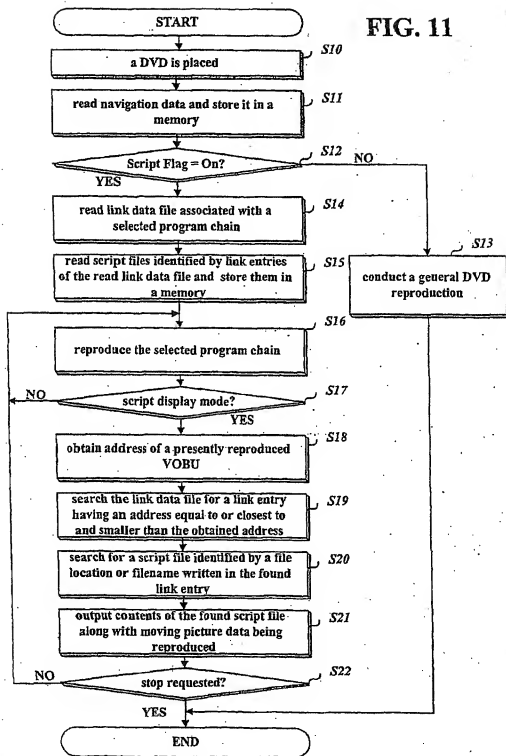 FIG. 11
START
S10
a DVD is placed
S11
read navigation data and store it in a
memory
S12
Script Flag = On?
NO
YES
S14
read link data file associated with a
selected program chain
S13
conduct a general DVD
reproduction
S15
read script files identified by link entries
of the read link data file and store them in
a memory
S16
reproduce the selected program chain
S17
NO
script display mode?
YES
S18
obtain address of a presently reproduced
VOBU
S19
search the link data file for a link entry
having an address equal to or closest to
and smaller than the obtained address
S20
search for a script file identified by a file
location or filename written in the found
link entry
S21
output contents of the found script file
along with moving picture data being
reproduced
S22
NO
stop requested?
YES
END